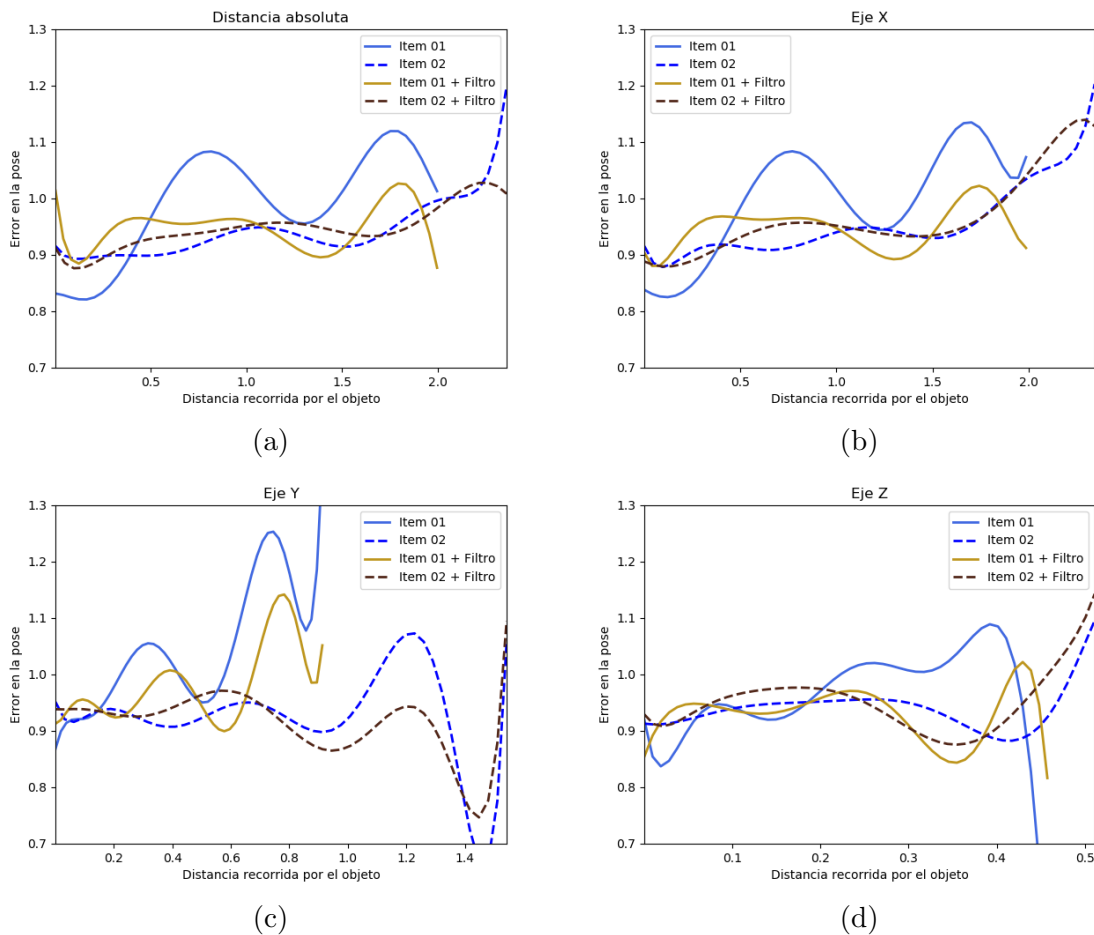 Distancia absoluta
1.3
1.2
1.1
1.0
0.9
0.8
0.7
Error en la pose
Item 01
Item 02
Item 01 + Filtro
Item 02 + Filtro
0.5 1.0 1.5 2.0
Distancia recorrida por el objeto
(a)
Eje X
1.3
1.2
1.1
1.0
0.9
0.8
0.7
Error en la pose
Item 01
Item 02
Item 01 + Filtro
Item 02 + Filtro
0.5 1.0 1.5 2.0
Distancia recorrida por el objeto
(b)
Eje Y
1.3
1.2
1.1
1.0
0.9
0.8
0.7
Error en la pose
Item 01
Item 02
Item 01 + Filtro
Item 02 + Filtro
0.2 0.4 0.6 0.8 1.0 1.2 1.4
Distancia recorrida por el objeto
(c)
Eje Z
1.3
1.2
1.1
1.0
0.9
0.8
0.7
Error en la pose
Item 01
Item 02
Item 01 + Filtro
Item 02 + Filtro
0.1 0.2 0.3 0.4 0.5
Distancia recorrida por el objeto
(d)